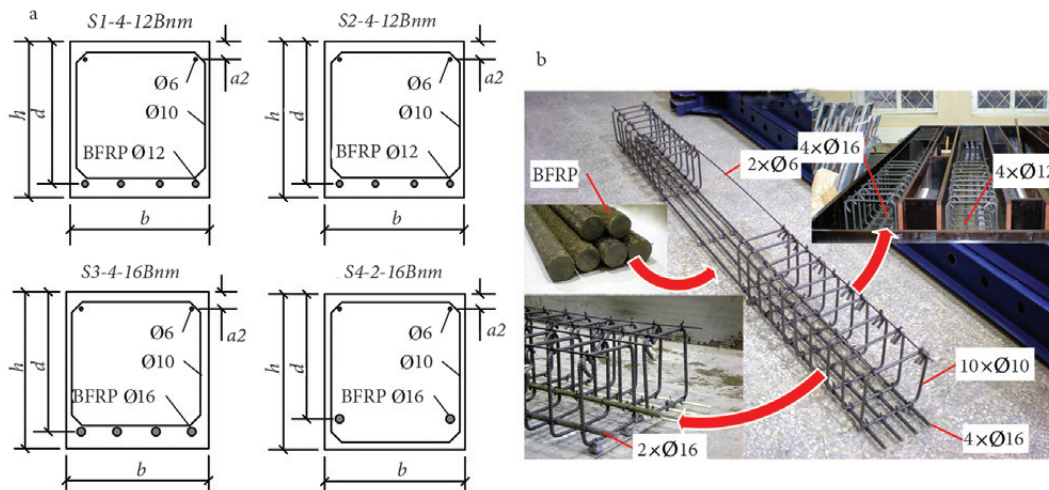 a
S1-4-12Bnm
h
d
a2
Ø6
Ø10
BFRP Ø12
b
S2-4-12Bnm
h
d
a2
Ø6
Ø10
BFRP Ø12
b
S3-4-16Bnm
h
d
a2
Ø6
Ø10
BFRP Ø16
b
S4-2-16Bnm
h
d
a2
Ø6
Ø10
BFRP Ø16
b
b
BFRP
2×Ø6
4×Ø16
4×Ø12
10×Ø10
2×Ø16
4×Ø16